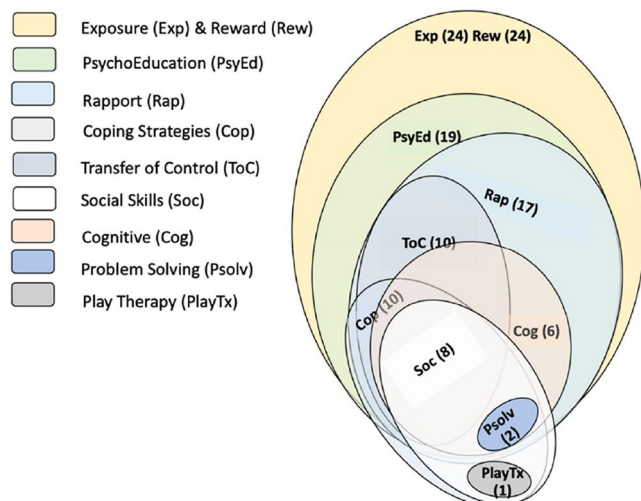 Exposure (Exp) & Reward (Rew)
PsychoEducation (PsyEd)
Rapport (Rap)
Coping Strategies (Cop)
Transfer of Control (ToC)
Social Skills (Soc)
Cognitive (Cog)
Problem Solving (Psolv)
Play Therapy (PlayTx)
Exp (24) Rew (24)
PsyEd (19)
Rap (17)
ToC (10)
Cop (10)
Cog (6)
Soc (8)
Psolv
(2)
PlayTx
(1)